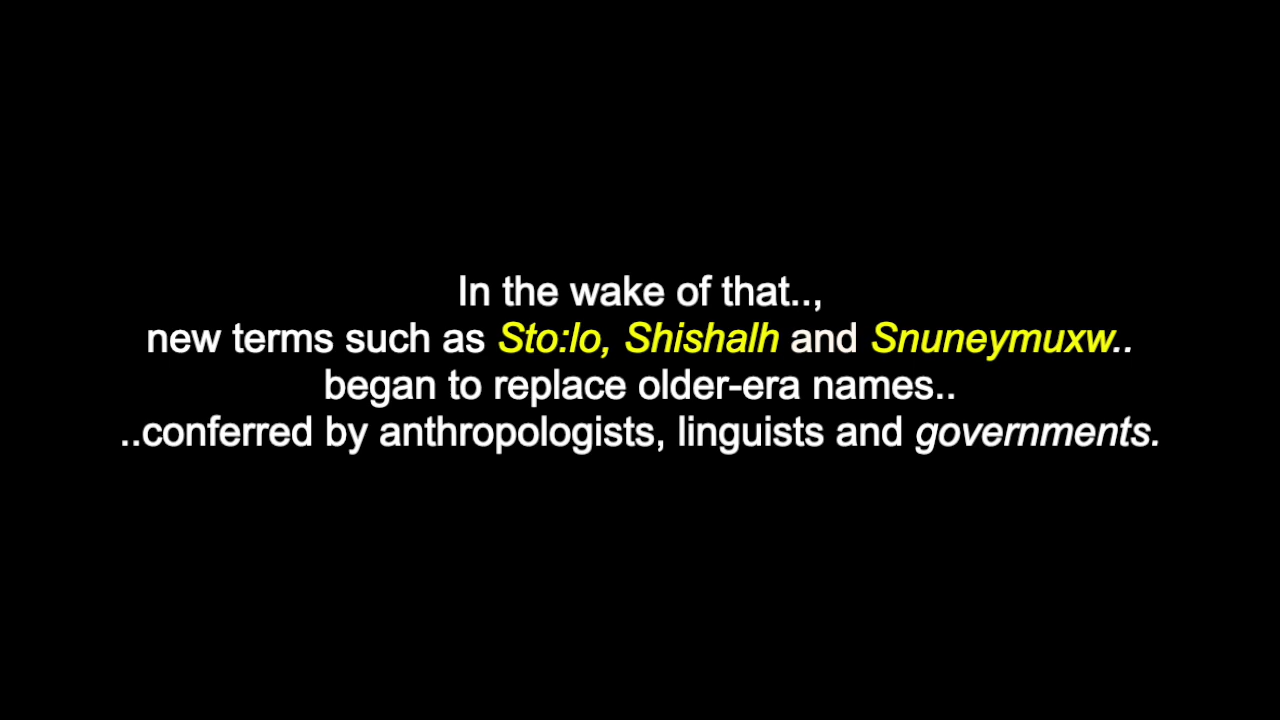 In the wake of that..,
new terms such as Sto:lo, Shishalh and Snuneymuxw..
began to replace older-era names..
..conferred by anthropologists, linguists and governments.